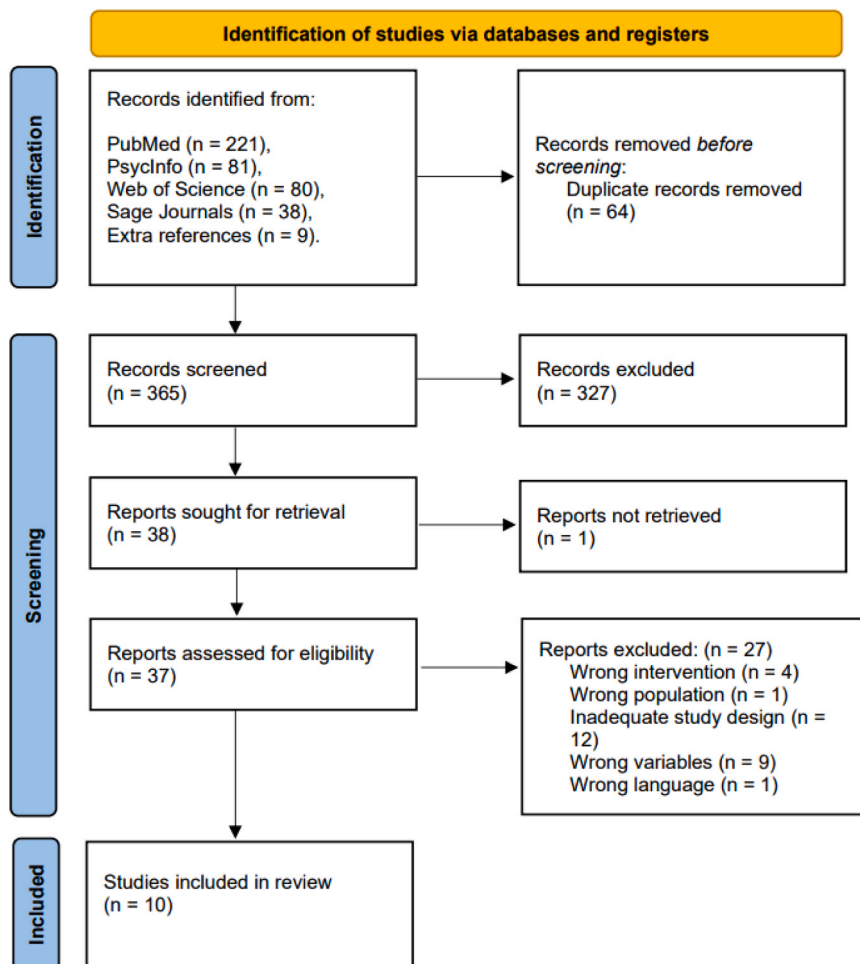 Identification of studies via databases and registers
Identification
Records identified from:
PubMed (n = 221),
PsycInfo (n = 81),
Web of Science (n = 80),
Sage Journals (n = 38),
Extra references (n = 9).
Records removed before
screening:
Duplicate records removed
(n = 64)
Screening
Records screened
(n = 365)
Records excluded
(n = 327)
Reports sought for retrieval
(n = 38)
Reports not retrieved
(n = 1)
Reports assessed for eligibility
(n = 37)
Reports excluded: (n = 27)
Wrong intervention (n = 4)
Wrong population (n = 1)
Inadequate study design (n =
12)
Wrong variables (n = 9)
Wrong language (n = 1)
Included
Studies included in review
(n = 10)